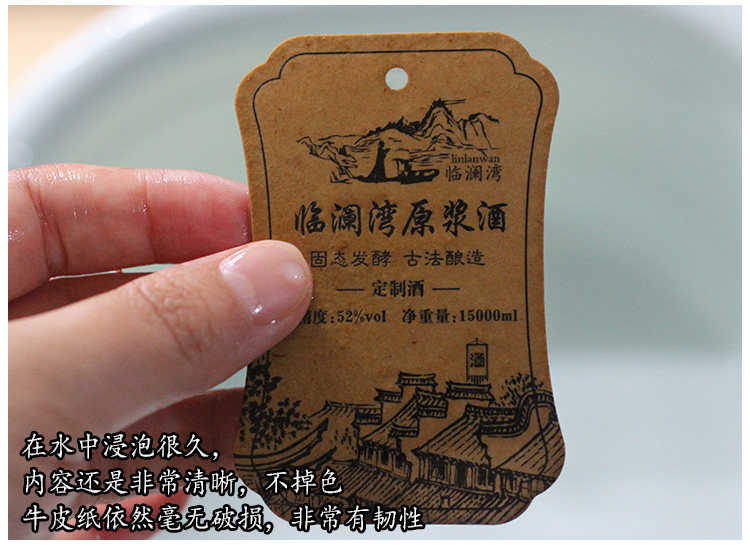 linlanwan
临澜湾
临澜湾原浆酒
固态发酵 古法酿造
定制酒
度:52%vol 净重量:15000ml
酒
在水中浸泡很久,
内容还是非常清晰,不掉色
牛皮纸依然毫无破损,非常有韧性